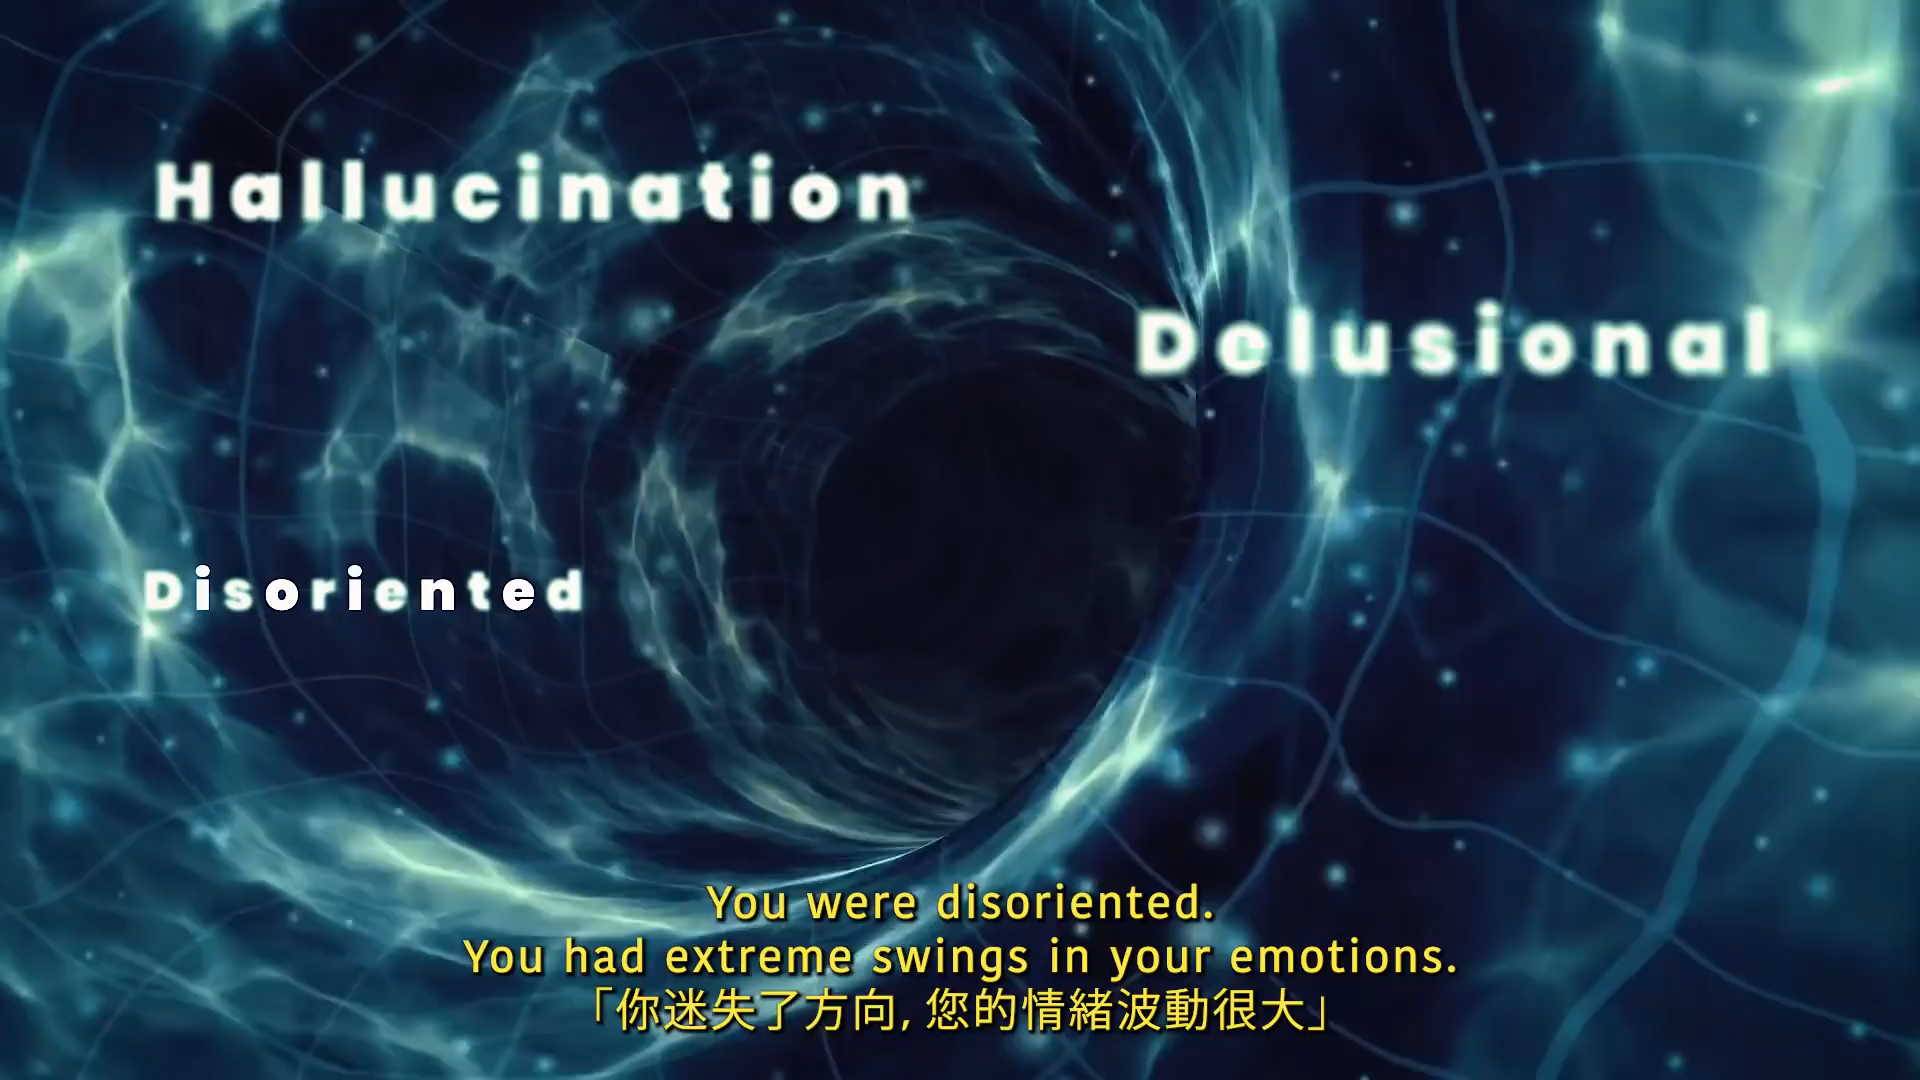 Hallucination
Delusional
Disoriented
You were disoriented.
You had extreme swings in your emotions.
「你迷失了方向, 您的情緒波動很大」